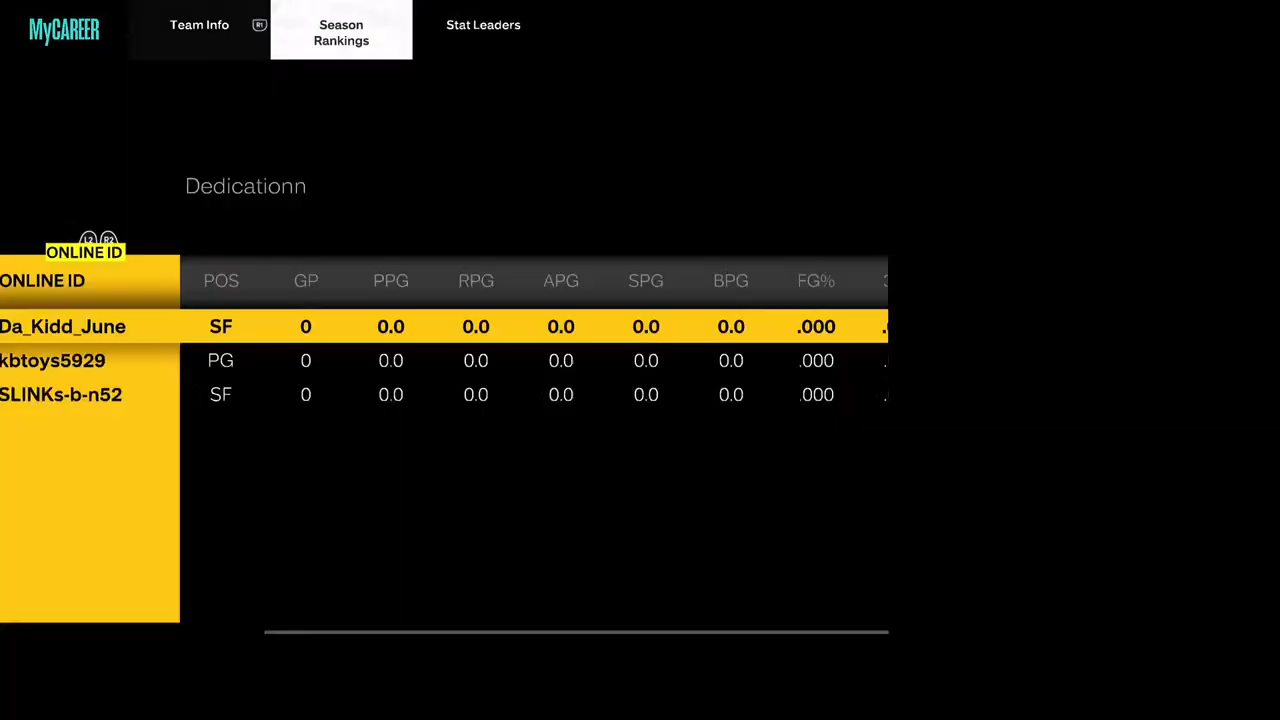 MyCAREER
Team Info R1 Season Rankings Stat Leaders
Dedicationn
L2 R2
ONLINE ID
ONLINE ID POS GP PPG RPG APG SPG BPG FG%
Da_Kidd_June SF 0 0.0 0.0 0.0 0.0 0.0 .000
kbtoys5929 PG 0 0.0 0.0 0.0 0.0 0.0 .000
SLINKs-b-n52 SF 0 0.0 0.0 0.0 0.0 0.0 .000